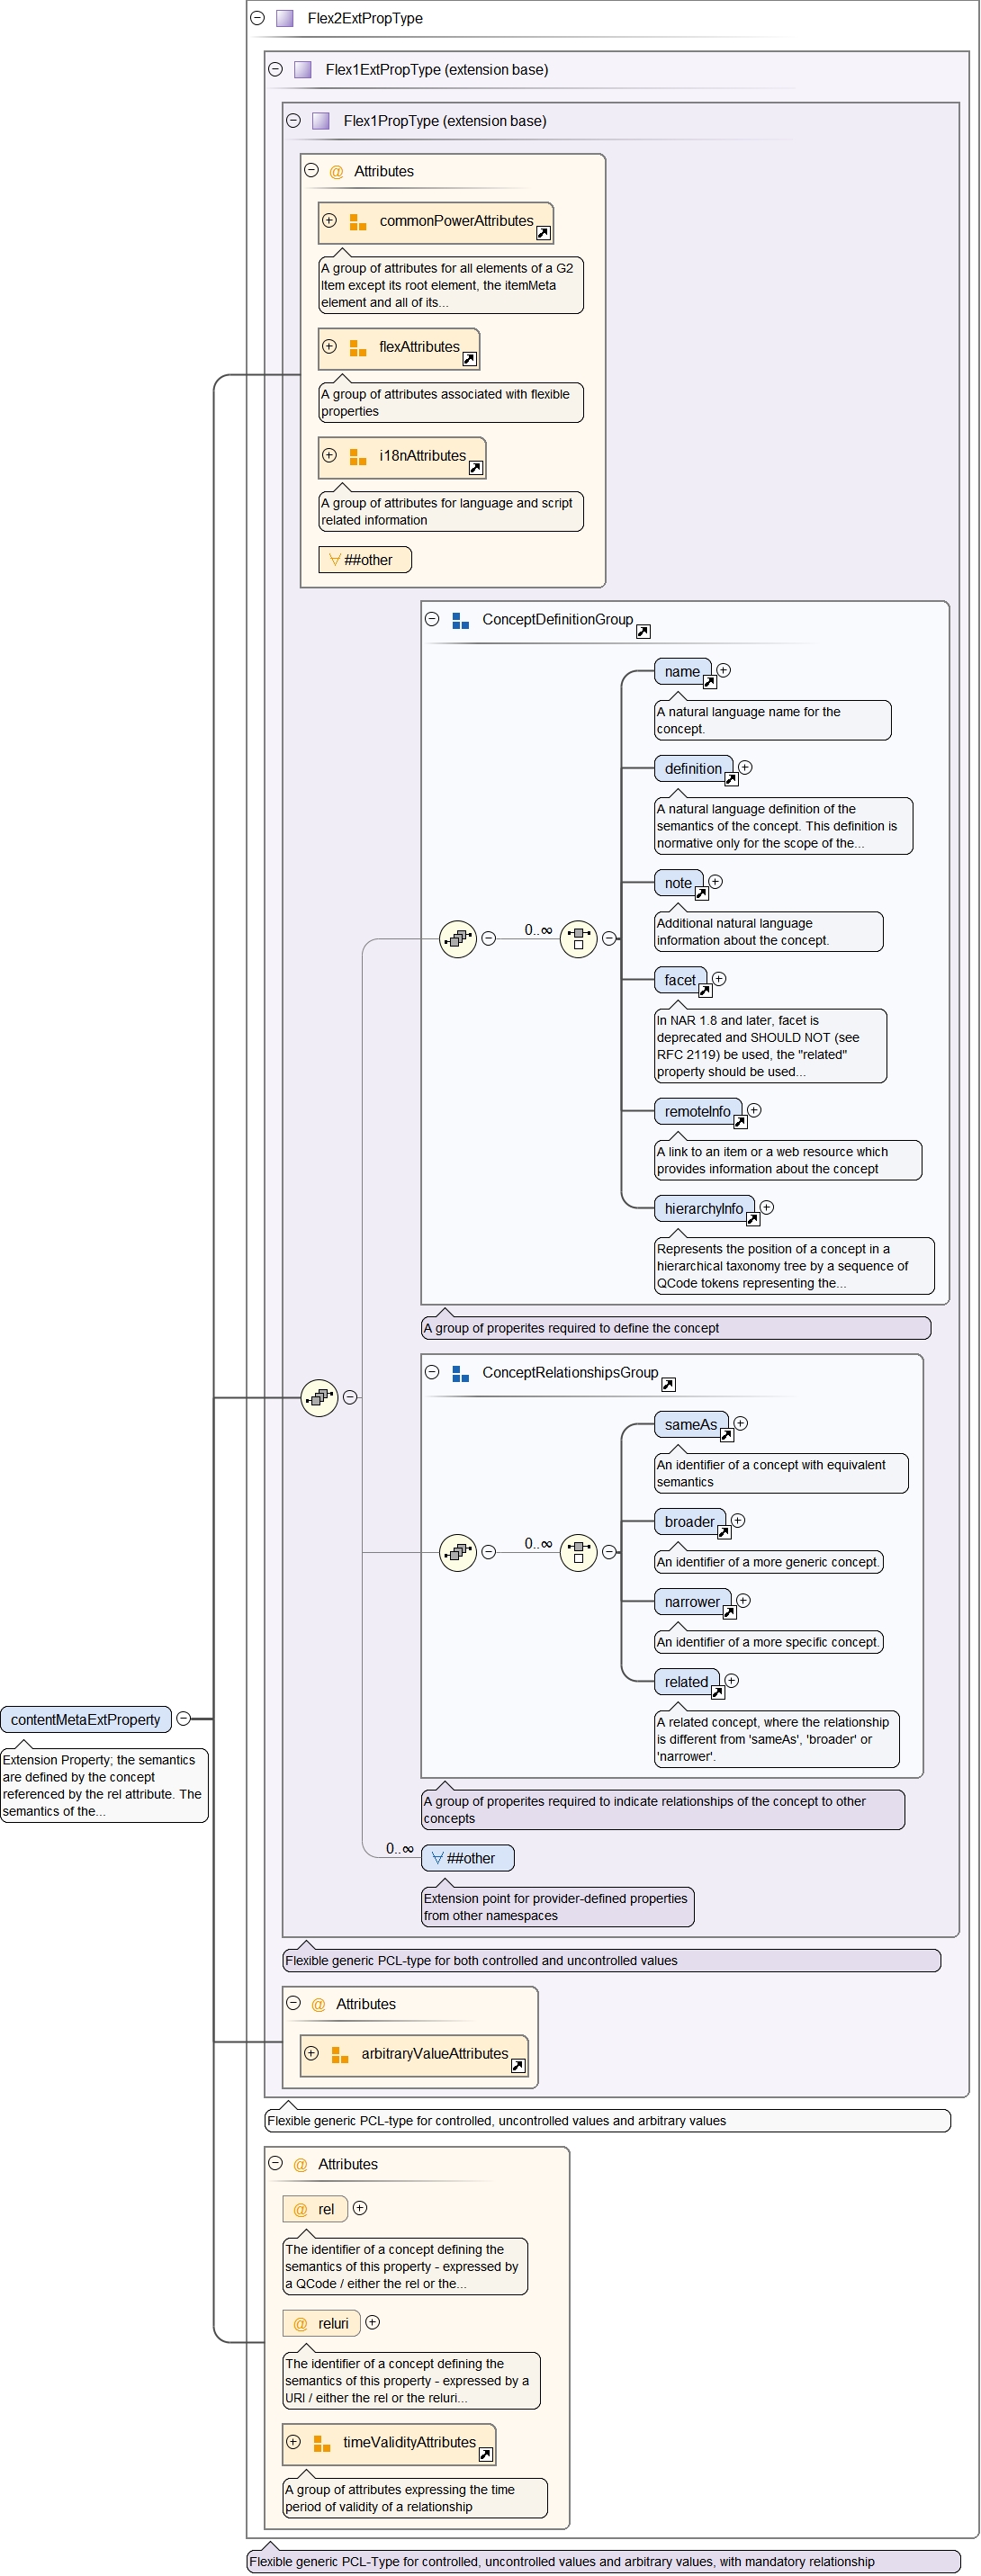 Flex2ExtPropType
Flex1ExtPropType (extension base)
Flex1PropType (extension base)
@ Attributes
commonPowerAttributes
A group of attributes for all elements of a G2
Item except its root element, the itemMeta
element and all of its...
flexAttributes
A group of attributes associated with flexible
properties
i18nAttributes
A group of attributes for language and script
related information
∀ ##other
ConceptDefinitionGroup
name
A natural language name for the
concept.
definition
A natural language definition of the
semantics of the concept. This definition is
normative only for the scope of the...
note
Additional natural language
information about the concept.
0..∞
facet
In NAR 1.8 and later, facet is
deprecated and SHOULD NOT (see
RFC 2119) be used, the "related"
property should be used...
remoteInfo
A link to an item or a web resource which
provides information about the concept
hierarchyInfo
Represents the position of a concept in a
hierarchical taxonomy tree by a sequence of
QCode tokens representing the...
A group of properites required to define the concept
ConceptRelationshipsGroup
sameAs
An identifier of a concept with equivalent
semantics
broader
0..∞
An identifier of a more generic concept.
narrower
An identifier of a more specific concept.
related
A related concept, where the relationship
is different from 'sameAs', 'broader' or
'narrower'.
contentMetaExtProperty
Extension Property; the semantics
are defined by the concept
referenced by the rel attribute. The
semantics of the...
A group of properites required to indicate relationships of the concept to other
concepts
0..∞
∀ ##other
Extension point for provider-defined properties
from other namespaces
Flexible generic PCL-type for both controlled and uncontrolled values
@ Attributes
arbitraryValueAttributes
Flexible generic PCL-type for controlled, uncontrolled values and arbitrary values
@ Attributes
@ rel
The identifier of a concept defining the
semantics of this property - expressed by
a QCode / either the rel or the...
@ reluri
The identifier of a concept defining the
semantics of this property - expressed by a
URI / either the rel or the reluri...
timeValidityAttributes
A group of attributes expressing the time
period of validity of a relationship
Flexible generic PCL-Type for controlled, uncontrolled values and arbitrary values, with mandatory relationship